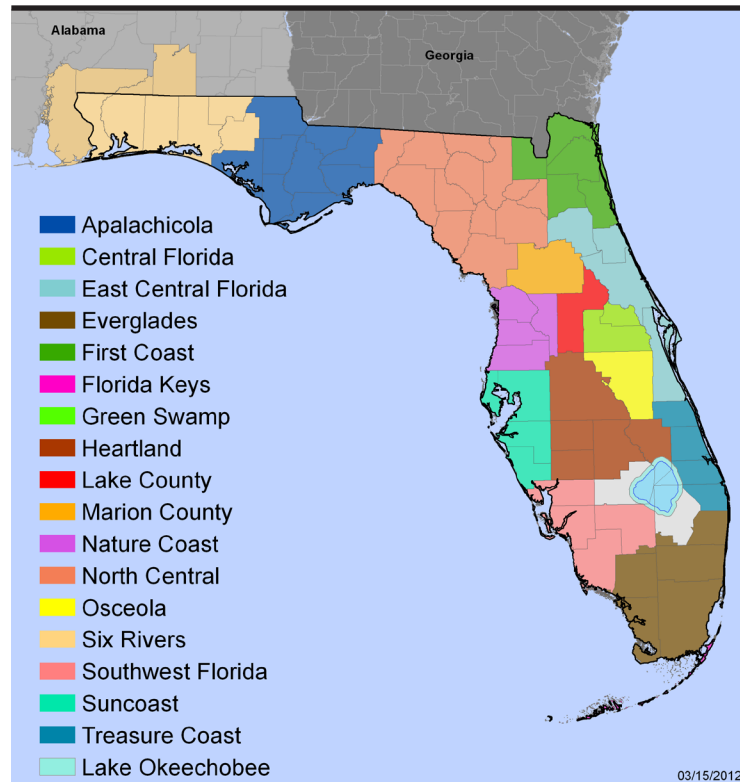 Alabama
Georgia
Apalachicola
Central Florida
East Central Florida
Everglades
First Coast
Florida Keys
Green Swamp
Heartland
Lake County
Marion County
Nature Coast
North Central
Osceola
Six Rivers
Southwest Florida
Suncoast
Treasure Coast
Lake Okeechobee
03/15/2012